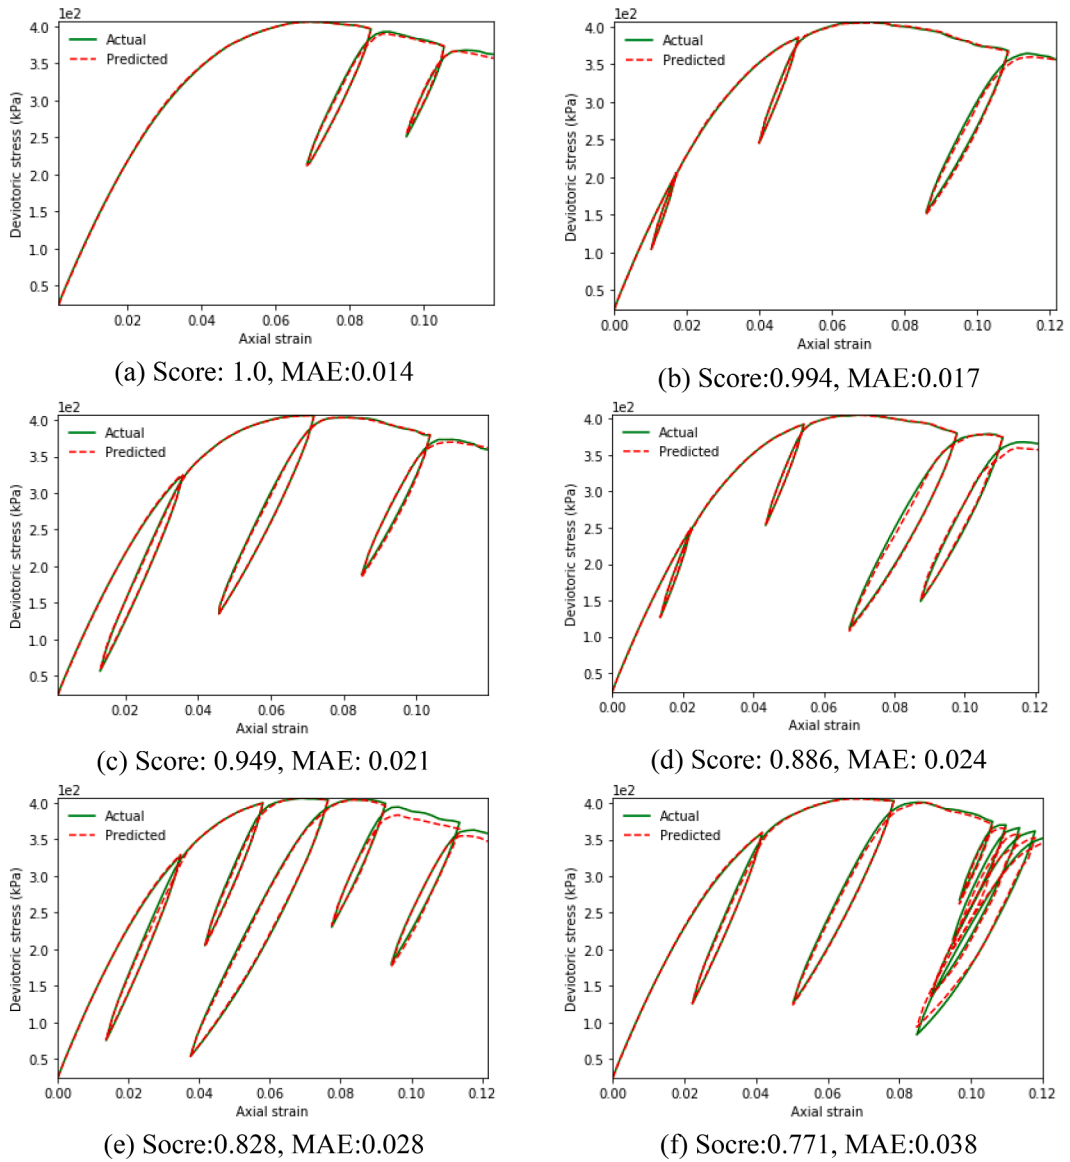 1e2
4.0
3.5
3.0
2.5
2.0
1.5
1.0
0.5
Deviotoric stress (kPa)
Actual
Predicted
0.02 0.04 0.06 0.08 0.10
Axial strain
(a) Score: 1.0, MAE:0.014
1e2
4.0
3.5
3.0
2.5
2.0
1.5
1.0
0.5
Deviotoric stress (kPa)
Actual
Predicted
0.00 0.02 0.04 0.06 0.08 0.10 0.12
Axial strain
(b) Score:0.994, MAE:0.017
1e2
4.0
3.5
3.0
2.5
2.0
1.5
1.0
0.5
Deviotoric stress (kPa)
Actual
Predicted
0.02 0.04 0.06 0.08 0.10
Axial strain
(c) Score: 0.949, MAE: 0.021
1e2
4.0
3.5
3.0
2.5
2.0
1.5
1.0
0.5
Deviotoric stress (kPa)
Actual
Predicted
0.00 0.02 0.04 0.06 0.08 0.10 0.12
Axial strain
(d) Score: 0.886, MAE: 0.024
1e2
4.0
3.5
3.0
2.5
2.0
1.5
1.0
0.5
Deviotoric stress (kPa)
Actual
Predicted
0.00 0.02 0.04 0.06 0.08 0.10 0.12
Axial strain
(e) Socre:0.828, MAE:0.028
1e2
4.0
3.5
3.0
2.5
2.0
1.5
1.0
0.5
Deviotoric stress (kPa)
Actual
Predicted
0.00 0.02 0.04 0.06 0.08 0.10 0.12
Axial strain
(f) Socre:0.771, MAE:0.038